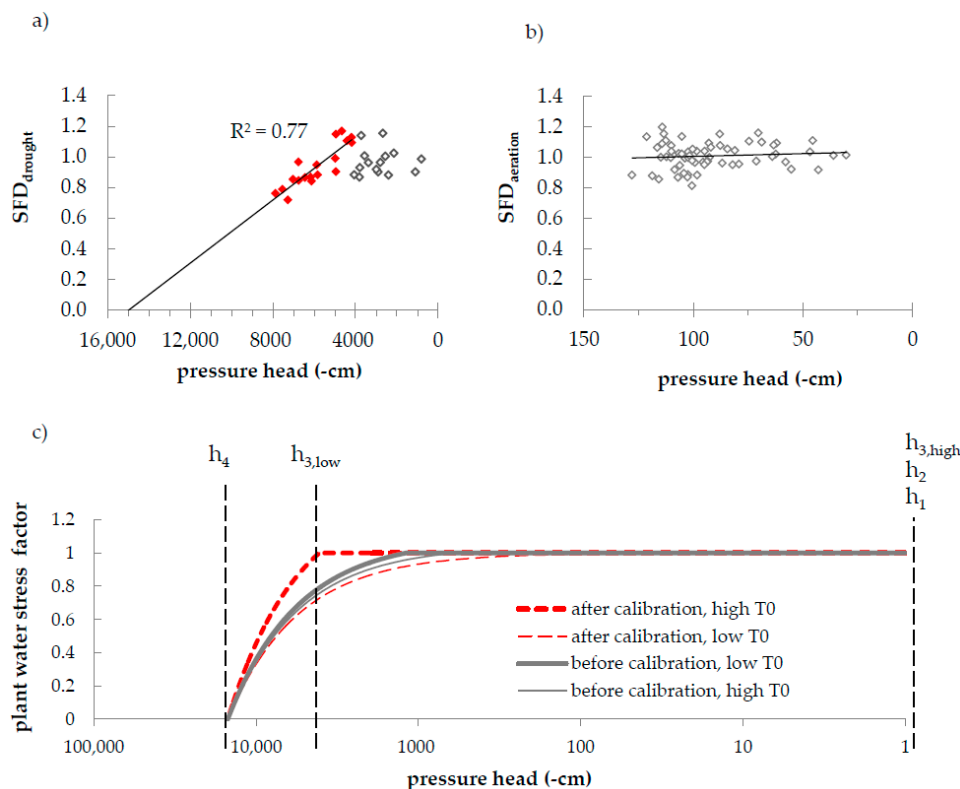 a)
R² = 0.77
SFDdrought
1.4
1.2
1.0
0.8
0.6
0.4
0.2
0.0
16,000 12,000 8000 4000 0
pressure head (-cm)
b)
SFDaeration
1.4
1.2
1.0
0.8
0.6
0.4
0.2
0.0
150 100 50 0
pressure head (-cm)
c)
h4
h3,low
h3,high
h2
h1
plant water stress factor
1.2
1
0.8
0.6
0.4
0.2
0
after calibration, high T0
after calibration, low T0
before calibration, low T0
before calibration, high T0
100,000 10,000 1000 100 10 1
pressure head (-cm)